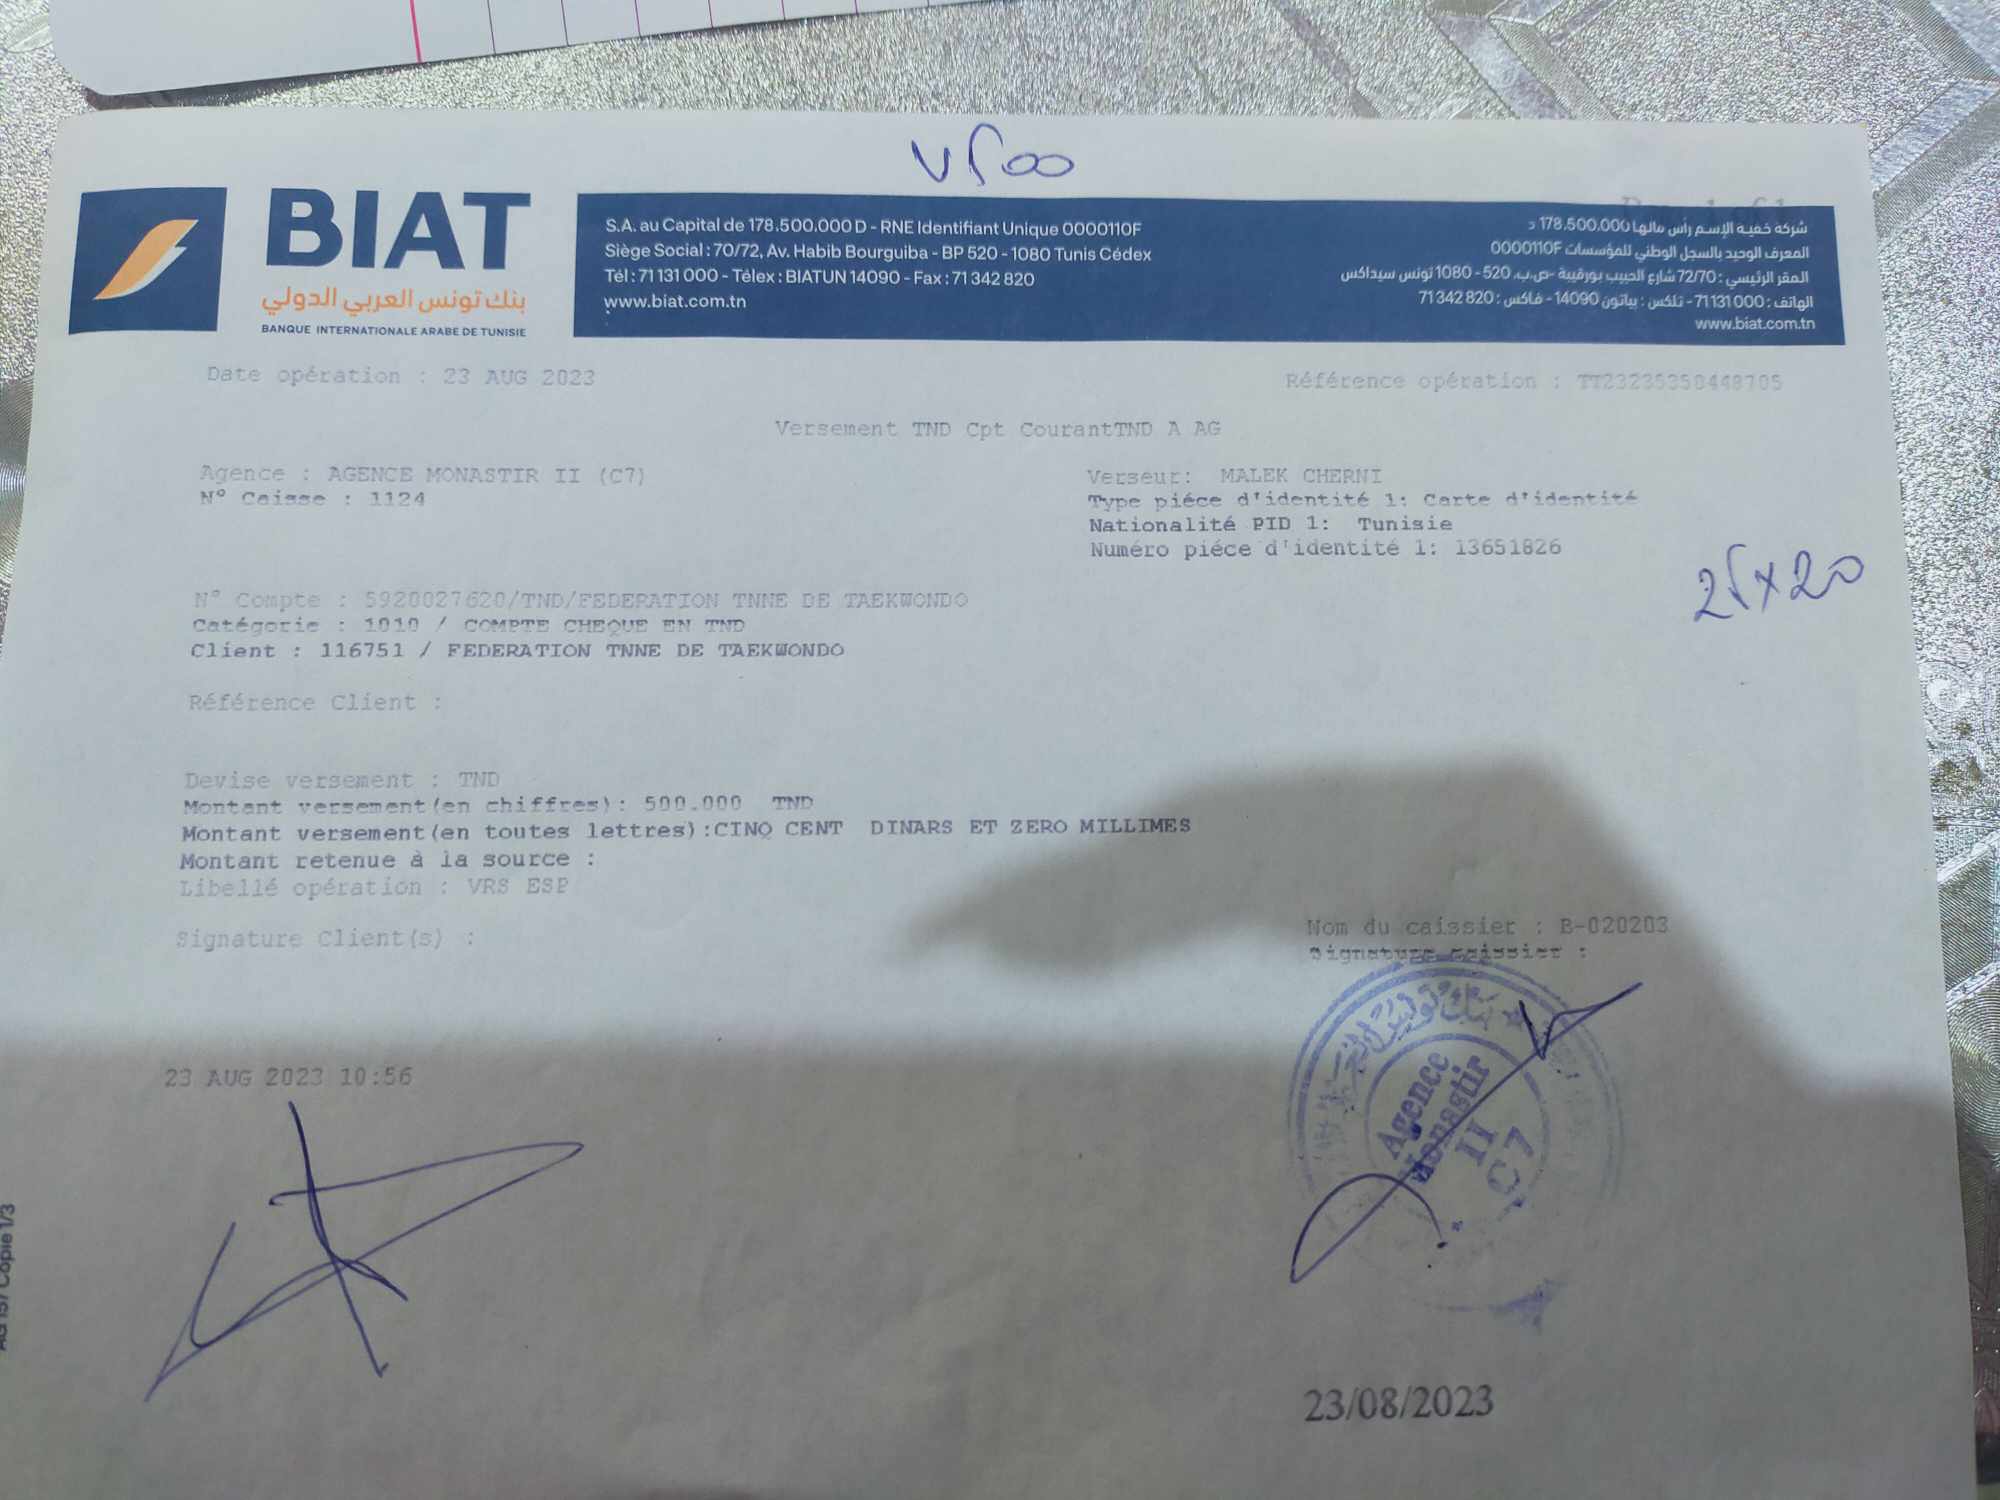 V500
BIAT
بنك تونس العربي الدولي
BANQUE INTERNATIONALE ARABE DE TUNISIE
S.A. au Capital de 178.500.000 D - RNE Identifiant Unique 0000110F
Siège Social : 70/72, Av. Habib Bourguiba - BP 520 - 1080 Tunis Cédex
Tél : 71 131 000 - Télex : BIATUN 14090 - Fax : 71 342 820
www.biat.com.tn
شركة خفية الإسم رأس مالها 178.500.000 د
المعرف الوحيد بالسجل الوطني للمؤسسات 0000110F
المقر الرئيسي : 72/70 شارع الحبيب بورقيبة -ص.ب. 520 - 1080 تونس سيداكس
الهاتف : 71131 000 - تلكس : بياتون 14090 - فاكس : 71 342 820
www.biat.com.tn
Date opération : 23 AUG 2023
Référence opération : TT23235350448705
Versement TND Cpt CourantTND A AG
Agence : AGENCE MONASTIR II (C7)
N° Caisse : 1124
Verseur: MALEK CHERNI
Type piéce d'identité 1: Carte d'identité
Nationalité PID 1: Tunisie
Numéro piéce d'identité 1: 13651826
25x20
N° Compte : 5920027620/TND/FEDERATION TNNE DE TAEKWONDO
Catégorie : 1010 / COMPTE CHEQUE EN TND
Client : 116751 / FEDERATION TNNE DE TAEKWONDO
Référence Client :
Devise versement : TND
Montant versement(en chiffres): 500.000 TND
Montant versement(en toutes lettres):CINQ CENT DINARS ET ZERO MILLIMES
Montant retenue à la source :
Libellé opération : VRS ESP
Signature Client(s) :
Nom du caissier : B-020203
Signature caissier :
Agence
Monastir
II
C7
23 AUG 2023 10:56
23/08/2023
Copie 1/3